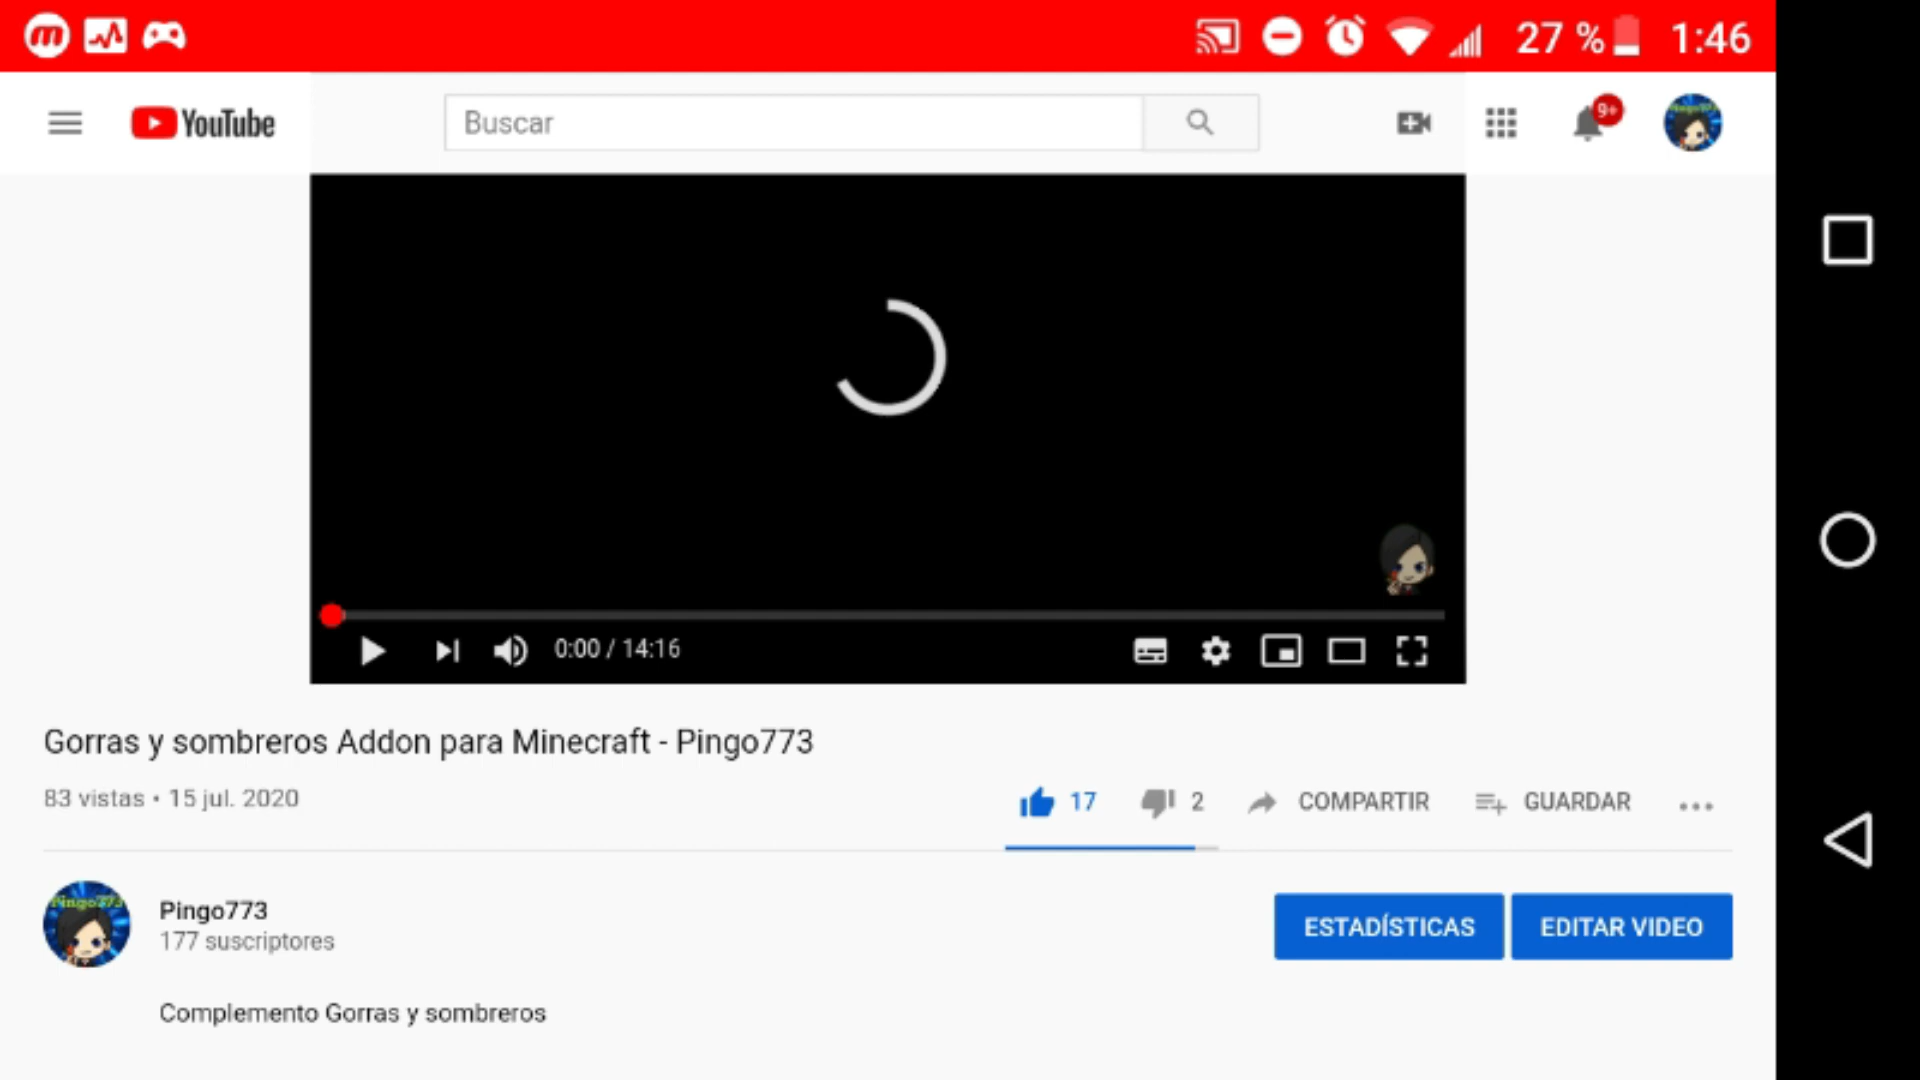 27 % 1:46
YouTube
Buscar
9+
0:00 / 14:16
Gorras y sombreros Addon para Minecraft - Pingo773
83 vistas • 15 jul. 2020
17 2 COMPARTIR GUARDAR
Pingo773
Pingo773
177 suscriptores
ESTADÍSTICAS EDITAR VIDEO
Complemento Gorras y sombreros